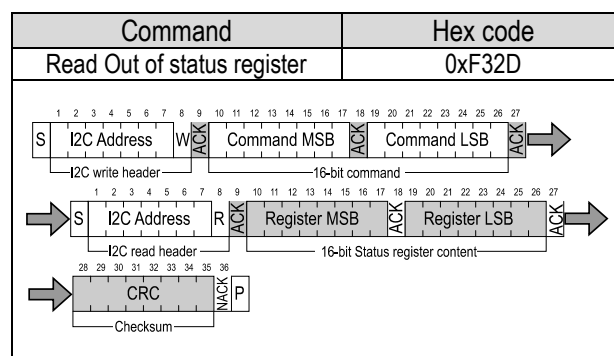 Command Hex code
Read Out of status register 0xF32D
1 2 3 4 5 6 7 8 9 10 11 12 13 14 15 16 17 18 19 20 21 22 23 24 25 26 27
S I2C Address W ACK Command MSB ACK Command LSB ACK
I2C write header 16-bit command
1 2 3 4 5 6 7 8 9 10 11 12 13 14 15 16 17 18 19 20 21 22 23 24 25 26 27
S I2C Address R ACK Register MSB ACK Register LSB ACK
I2C read header 16-bit Status register content
28 29 30 31 32 33 34 35 36
CRC NACK P
Checksum